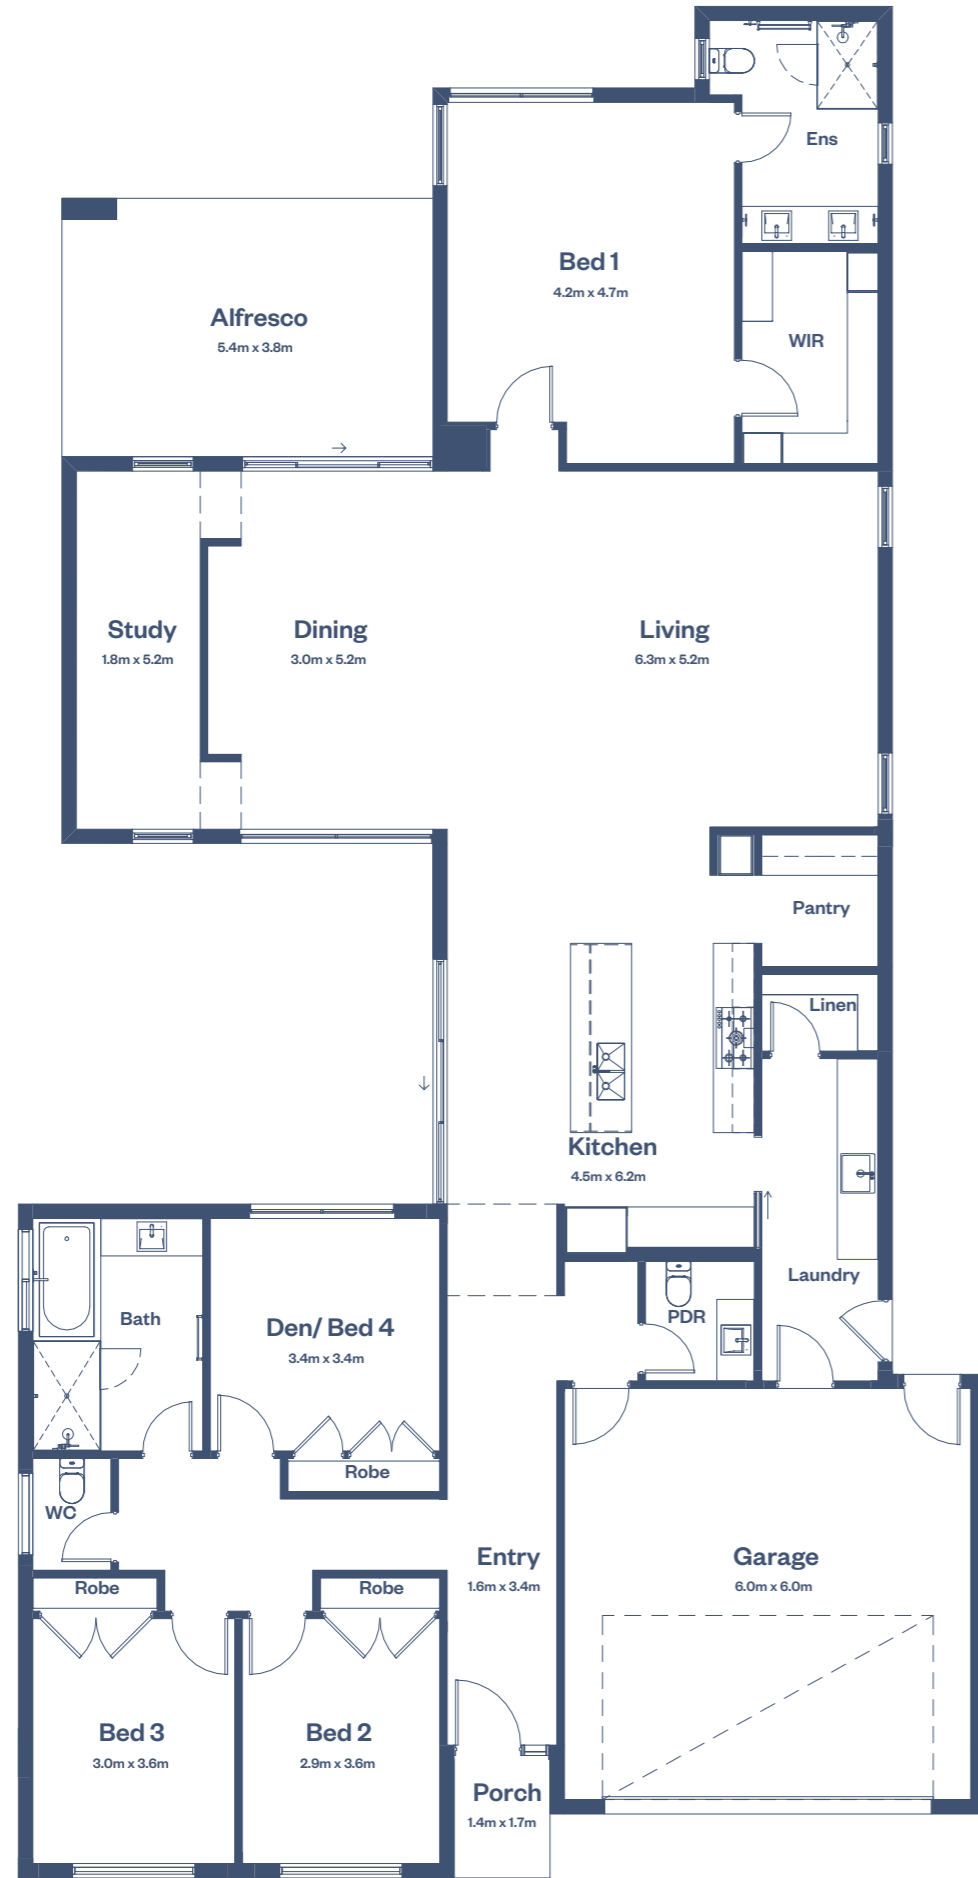 Ens
Bed 1
4.2m x 4.7m
Alfresco
5.4m x 3.8m
WIR
Study
1.8m x 5.2m
Dining
3.0m x 5.2m
Living
6.3m x 5.2m
Pantry
Linen
Kitchen
4.5m x 6.2m
Laundry
PDR
Bath
Den/ Bed 4
3.4m x 3.4m
Robe
WC
Entry
1.6m x 3.4m
Garage
6.0m x 6.0m
Robe
Robe
Bed 3
3.0m x 3.6m
Bed 2
2.9m x 3.6m
Porch
1.4m x 1.7m